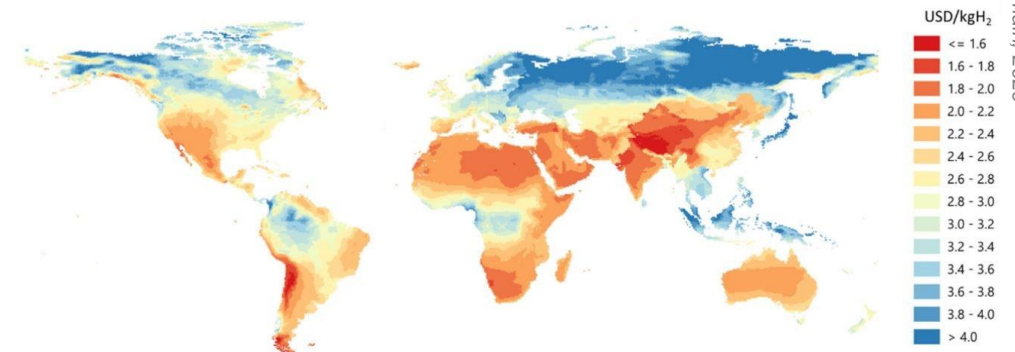 USD/kgH₂
<= 1.6
1.6 - 1.8
1.8 - 2.0
2.0 - 2.2
2.2 - 2.4
2.4 - 2.6
2.6 - 2.8
2.8 - 3.0
3.0 - 3.2
3.2 - 3.4
3.4 - 3.6
3.6 - 3.8
3.8 - 4.0
> 4.0